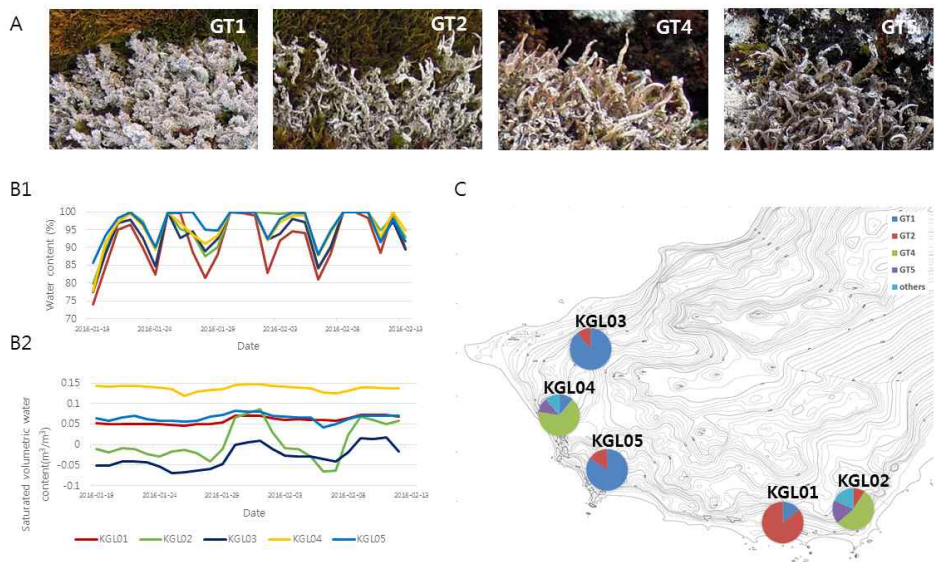 A
GT1
GT2
GT4
GT5
B1
Water content (%)
100
95
90
85
80
75
70
2016-01-19
2016-01-24
2016-01-29
2016-02-03
2016-02-08
2016-02-13
Date
B2
Saturated volumetric water
content(m³/m³)
0.15
0.1
0.05
0
-0.05
-0.1
2016-01-19
2016-01-24
2016-01-29
2016-02-03
2016-02-08
2016-02-13
Date
KGL01
KGL02
KGL03
KGL04
KGL05
C
GT1
GT2
GT4
GT5
others
KGL03
KGL04
KGL05
KGL01
KGL02